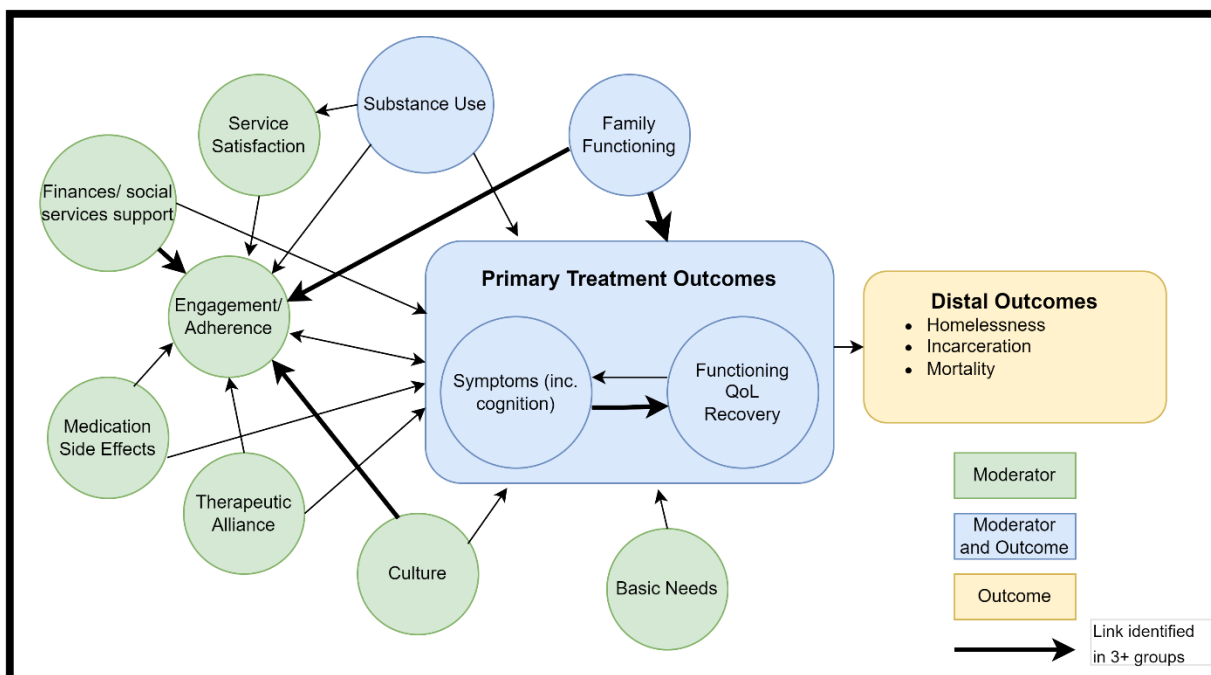 Substance Use
Family
Functioning
Service
Satisfaction
Finances/ social
services support
Engagement/
Adherence
Primary Treatment Outcomes
Symptoms (inc.
cognition)
Functioning
QoL
Recovery
Distal Outcomes
• Homelessness
• Incarceration
• Mortality
Medication
Side Effects
Therapeutic
Alliance
Culture
Basic Needs
Moderator
Moderator
and Outcome
Outcome
Link identified
in 3+ groups